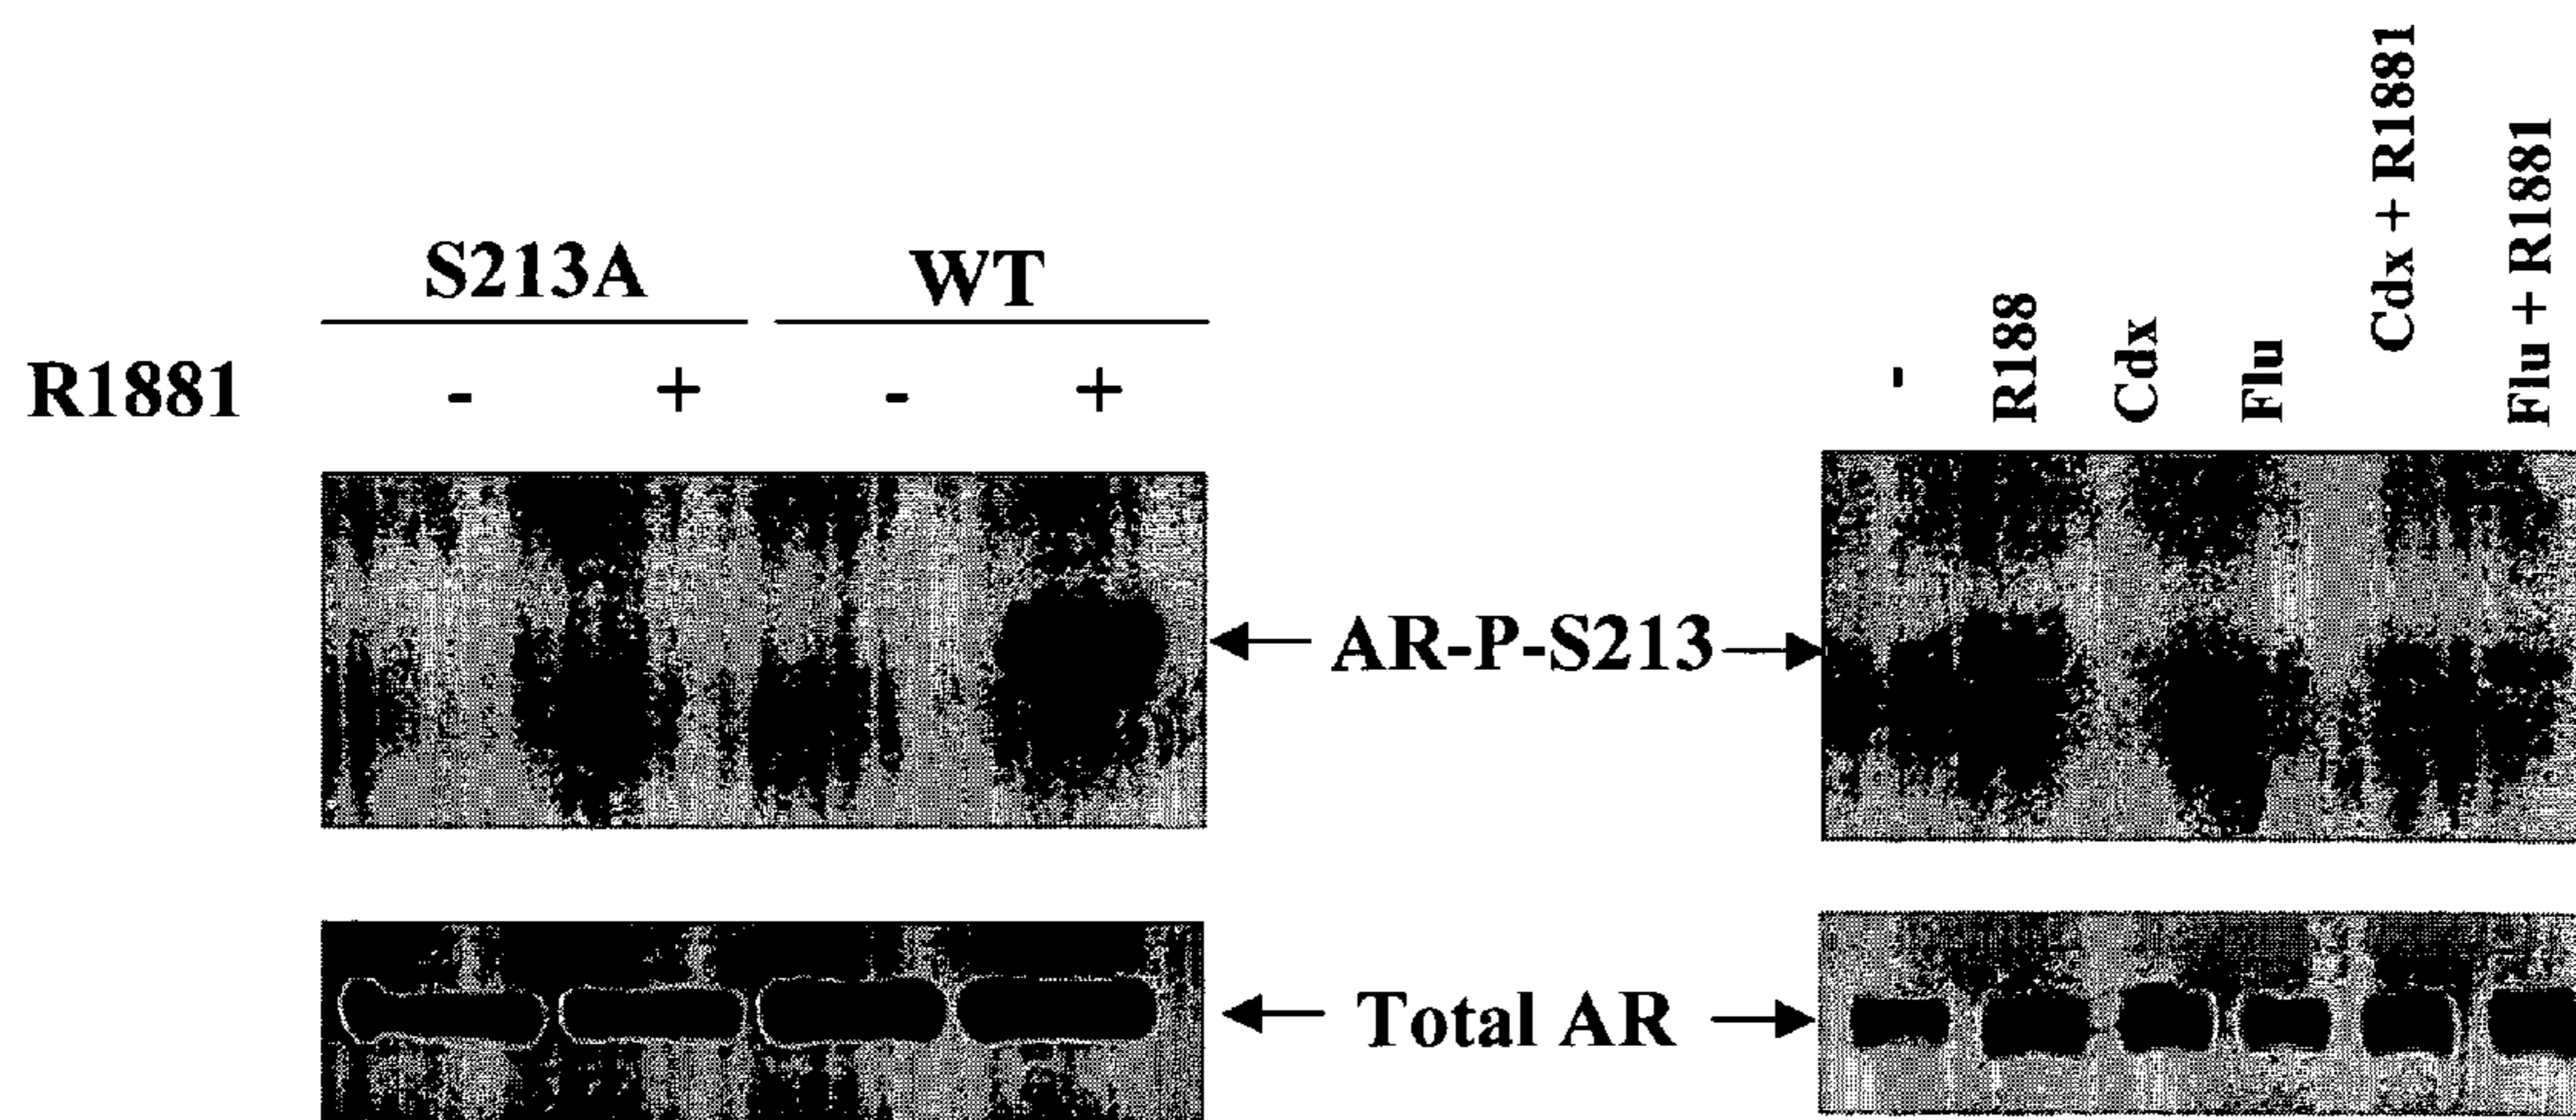 S213A WT
R1881 - + - +
- R188 Cdx Flu Cdx + R1881 Flu + R1881
AR-P-S213
Total AR